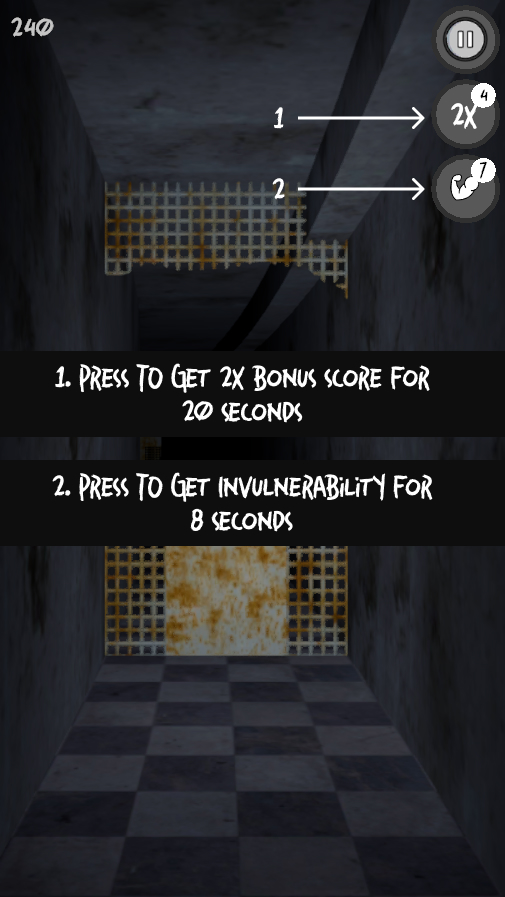 240
4
1
2X
7
2
1. PRESS TO GET 2X BONUS SCORE FOR
20 SECONDS
2. PRESS TO GET INVULNERABILITY FOR
8 SECONDS